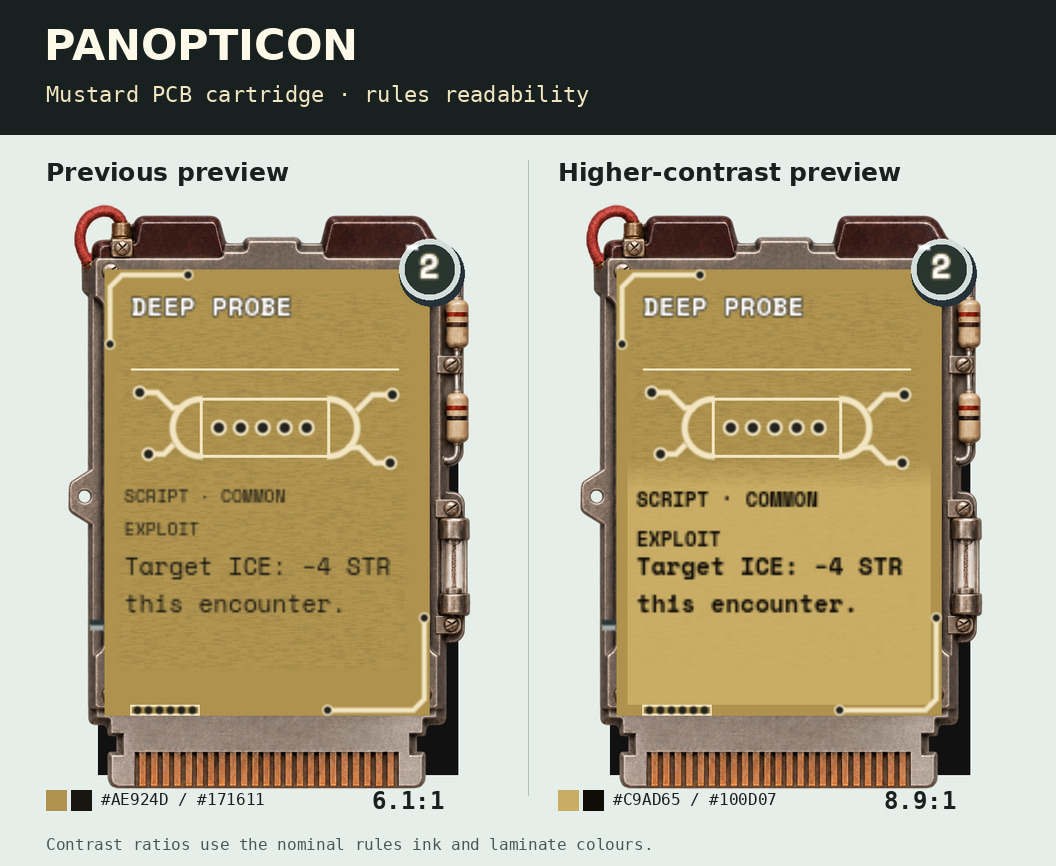 PANOPTICON
Mustard PCB cartridge · rules readability
Previous preview
2
DEEP PROBE
SCRIPT · COMMON
EXPLOIT
Target ICE: -4 STR
this encounter.
#AE924D / #171611
6.1:1
Higher-contrast preview
2
DEEP PROBE
SCRIPT · COMMON
EXPLOIT
Target ICE: -4 STR
this encounter.
#C9AD65 / #100D07
8.9:1
Contrast ratios use the nominal rules ink and laminate colours.